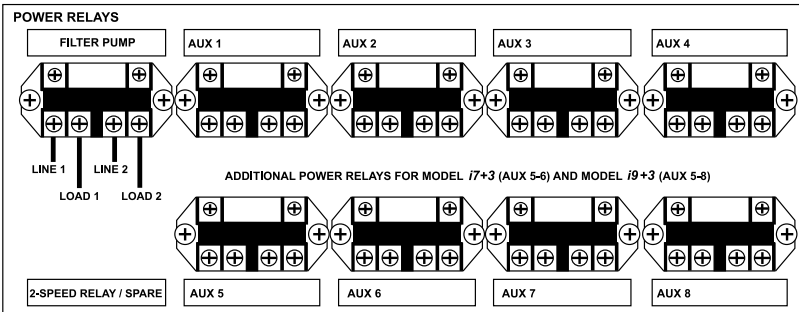 POWER RELAYS
FILTER PUMP
AUX 1
AUX 2
AUX 3
AUX 4
LINE 1
LINE 2
LOAD 1
LOAD 2
ADDITIONAL POWER RELAYS FOR MODEL i7+3 (AUX 5-6) AND MODEL i9+3 (AUX 5-8)
2-SPEED RELAY / SPARE
AUX 5
AUX 6
AUX 7
AUX 8